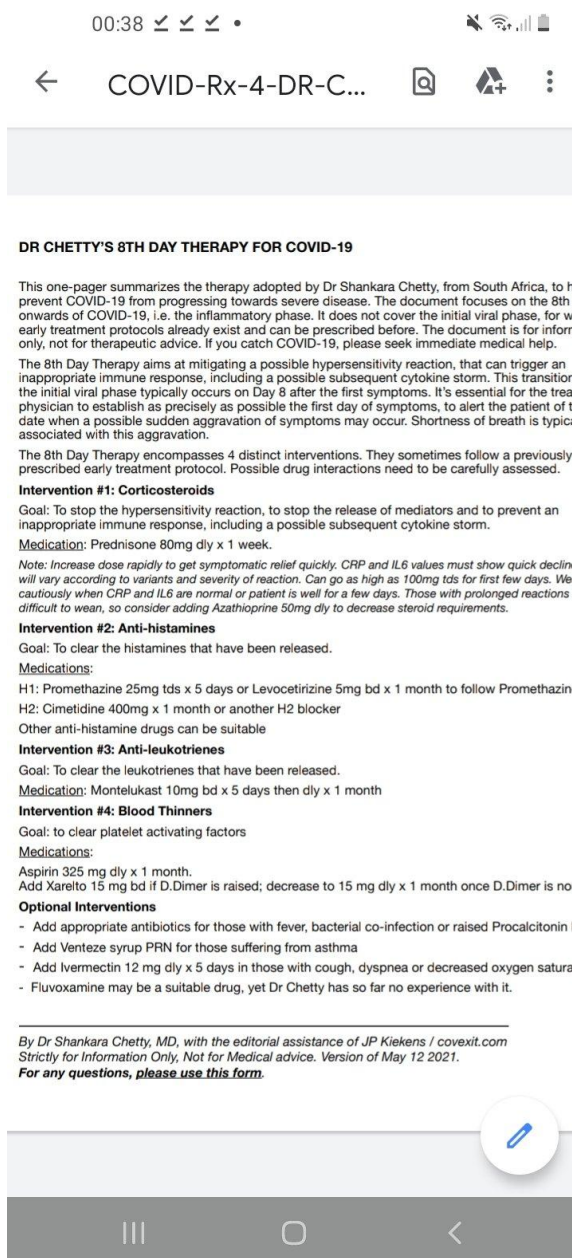 00:38
COVID-Rx-4-DR-C...
DR CHETTY'S 8TH DAY THERAPY FOR COVID-19
This one-pager summarizes the therapy adopted by Dr Shankara Chetty, from South Africa, to
prevent COVID-19 from progressing towards severe disease. The document focuses on the 8th
onwards of COVID-19, i.e. the inflammatory phase. It does not cover the initial viral phase, for
early treatment protocols already exist and can be prescribed before. The document is for
only, not for therapeutic advice. If you catch COVID-19, please seek immediate medical help.
The 8th Day Therapy aims at mitigating a possible hypersensitivity reaction, that can trigger an
inappropriate immune response, including a possible subsequent cytokine storm. This transition
the initial viral phase typically occurs on Day 8 after the first symptoms. It's essential for the
physician to establish as precisely as possible the first day of symptoms, to alert the patient of
date when a possible sudden aggravation of symptoms may occur. Shortness of breath is
associated with this aggravation.
The 8th Day Therapy encompasses 4 distinct interventions. They sometimes follow a previously
prescribed early treatment protocol. Possible drug interactions need to be carefully assessed.
Intervention #1: Corticosteroids
Goal: To stop the hypersensitivity reaction, to stop the release of mediators and to prevent an
inappropriate immune response, including a possible subsequent cytokine storm.
Medication: Prednisone 80mg dly x 1 week.
Note: Increase dose rapidly to get symptomatic relief quickly. CRP and IL6 values must show quick
will vary according to variants and severity of reaction. Can go as high as 100mg tds for first few days.
cautiously when CRP and IL6 are normal or patient is well for a few days. Those with prolonged reactions
difficult to wean, so consider adding Azathioprine 50mg dly to decrease steroid requirements.
Intervention #2: Anti-histamines
Goal: To clear the histamines that have been released.
Medications:
H1: Promethazine 25mg tds x 5 days or Levocetirizine 5mg bd x 1 month to follow
H2: Cimetidine 400mg x 1 month or another H2 blocker
Other anti-histamine drugs can be suitable
Intervention #3: Anti-leukotrienes
Goal: To clear the leukotrienes that have been released.
Medication: Montelukast 10mg bd x 5 days then dly x 1 month
Intervention #4: Blood Thinners
Goal: to clear platelet activating factors
Medications:
Aspirin 325 mg dly x 1 month.
Add Xarelto 15 mg bd if D.Dimer is raised; decrease to 15 mg dly x 1 month once D.Dimer is
Optional Interventions
- Add appropriate antibiotics for those with fever, bacterial co-infection or raised Procalcitonin
- Add Venteze syrup PRN for those suffering from asthma
- Add Ivermectin 12 mg dly x 5 days in those with cough, dyspnea or decreased oxygen
- Fluvoxamine may be a suitable drug, yet Dr Chetty has so far no experience with it.
By Dr Shankara Chetty, MD, with the editorial assistance of JP Kiekens / covexit.com
Strictly for Information Only, Not for Medical advice. Version of May 12 2021.
For any questions, please use this form.